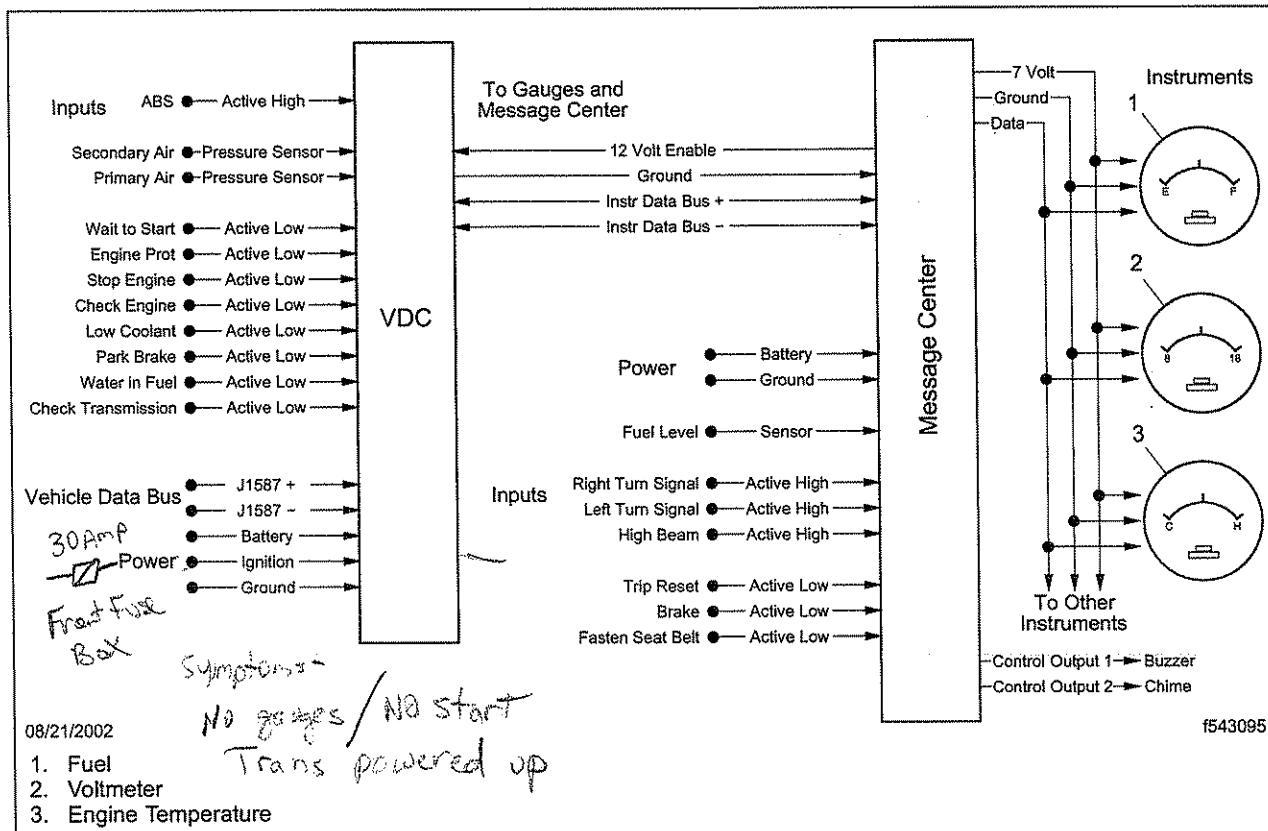 Inputs
ABS
Active High
Secondary Air
Pressure Sensor
Primary Air
Pressure Sensor
Wait to Start
Active Low
Engine Prot
Active Low
Stop Engine
Active Low
Check Engine
Active Low
Low Coolant
Active Low
Park Brake
Active Low
Water in Fuel
Active Low
Check Transmission
Active Low
Vehicle Data Bus
J1587 +
J1587 −
Battery
30 Amp
Power
Ignition
Ground
Front Fuse
Box
VDC
To Gauges and
Message Center
12 Volt Enable
Ground
Instr Data Bus +
Instr Data Bus −
Power
Battery
Ground
Fuel Level
Sensor
Inputs
Right Turn Signal
Active High
Left Turn Signal
Active High
High Beam
Active High
Trip Reset
Active Low
Brake
Active Low
Fasten Seat Belt
Active Low
Message Center
7 Volt
Ground
Data
Instruments
1
E
F
2
8
18
3
C
H
To Other
Instruments
Control Output 1
Buzzer
Control Output 2
Chime
Symptoms
No gauges / No start
Trans powered up
08/21/2002
f543095
1. Fuel
2. Voltmeter
3. Engine Temperature